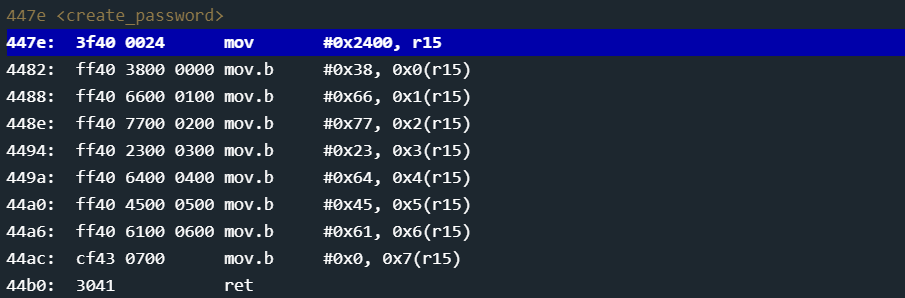 447e <create_password>
447e:  3f40 0024      mov      #0x2400, r15
4482:  ff40 3800 0000 mov.b    #0x38, 0x0(r15)
4488:  ff40 6600 0100 mov.b    #0x66, 0x1(r15)
448e:  ff40 7700 0200 mov.b    #0x77, 0x2(r15)
4494:  ff40 2300 0300 mov.b    #0x23, 0x3(r15)
449a:  ff40 6400 0400 mov.b    #0x64, 0x4(r15)
44a0:  ff40 4500 0500 mov.b    #0x45, 0x5(r15)
44a6:  ff40 6100 0600 mov.b    #0x61, 0x6(r15)
44ac:  cf43 0700      mov.b    #0x0, 0x7(r15)
44b0:  3041           ret